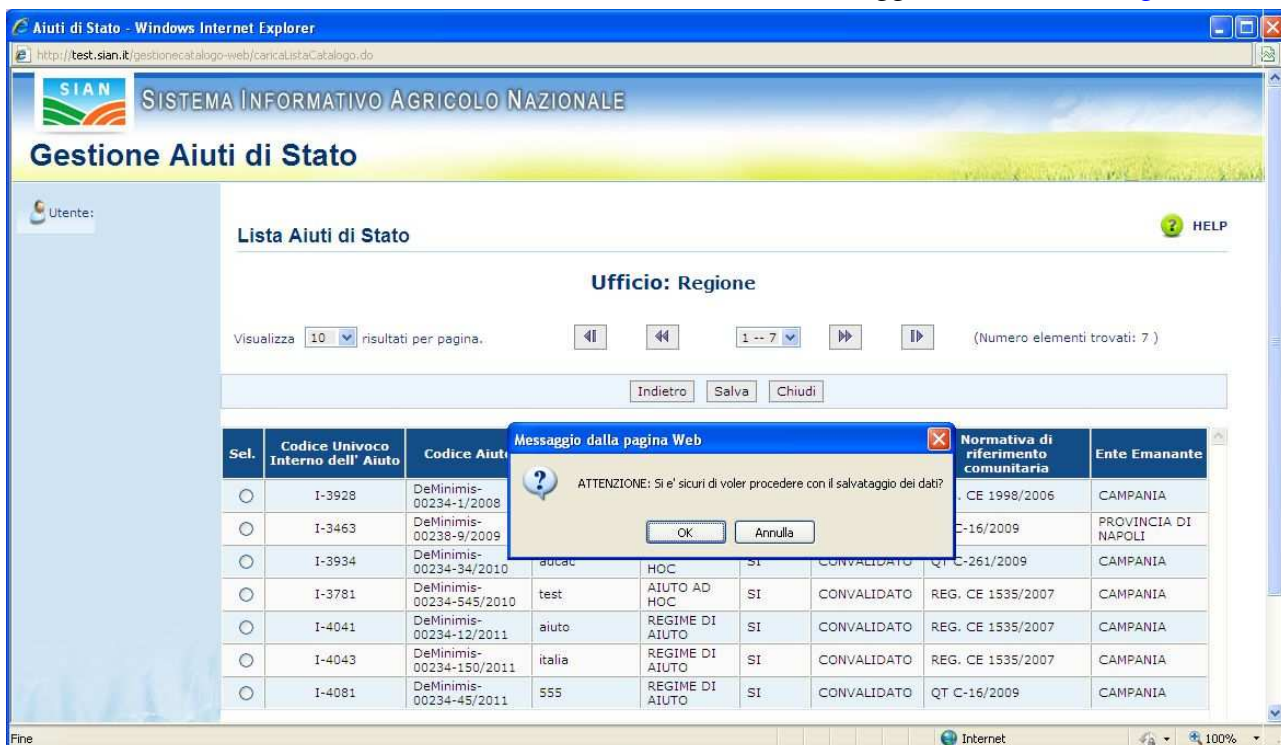 Aiuti di Stato - Windows Internet Explorer
http://test.sian.it/gestionecatalogo-web/caricaListaCatalogo.do
SIAN
SISTEMA INFORMATIVO AGRICOLO NAZIONALE
Gestione Aiuti di Stato
Utente:
HELP
Lista Aiuti di Stato
Ufficio: Regione
Visualizza 10 risultati per pagina. 1 -- 7 (Numero elementi trovati: 7 )
Indietro Salva Chiudi
Messaggio dalla pagina Web
ATTENZIONE: Si e' sicuri di voler procedere con il salvataggio dei dati?
OK Annulla
Sel. Codice Univoco Interno dell' Aiuto Codice Aiuto Normativa di riferimento comunitaria Ente Emanante
I-3928 DeMinimis-00234-1/2008 . CE 1998/2006 CAMPANIA
I-3463 DeMinimis-00238-9/2009 C-16/2009 PROVINCIA DI NAPOLI
I-3934 DeMinimis-00234-34/2010 aucac HOC SI CONVALIDATO QT C-261/2009 CAMPANIA
I-3781 DeMinimis-00234-545/2010 test AIUTO AD HOC SI CONVALIDATO REG. CE 1535/2007 CAMPANIA
I-4041 DeMinimis-00234-12/2011 aiuto REGIME DI AIUTO SI CONVALIDATO REG. CE 1535/2007 CAMPANIA
I-4043 DeMinimis-00234-150/2011 italia REGIME DI AIUTO SI CONVALIDATO REG. CE 1535/2007 CAMPANIA
I-4081 DeMinimis-00234-45/2011 555 REGIME DI AIUTO SI CONVALIDATO QT C-16/2009 CAMPANIA
Fine Internet 100%